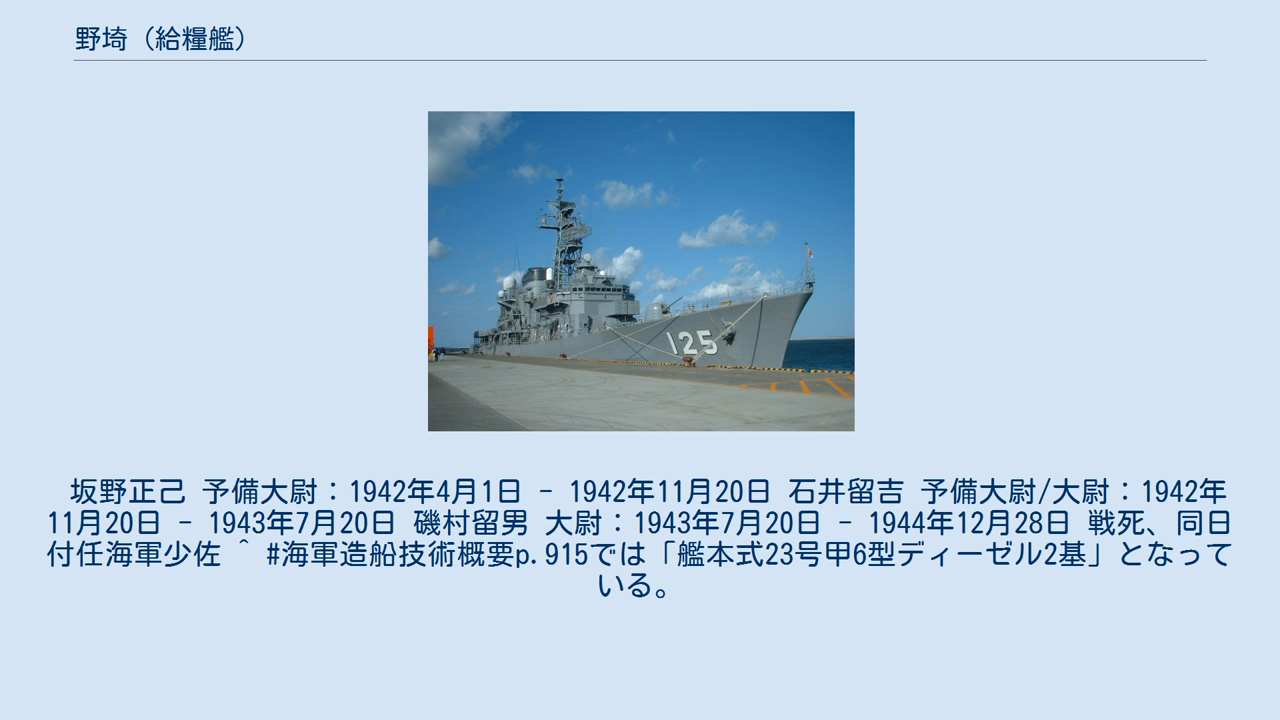 野埼（給糧艦）
125
坂野正己 予備大尉：1942年4月1日 - 1942年11月20日 石井留吉 予備大尉/大尉：1942年
11月20日 - 1943年7月20日 磯村留男 大尉：1943年7月20日 - 1944年12月28日 戦死、同日
付任海軍少佐 ^ #海軍造船技術概要p.915では「艦本式23号甲6型ディーゼル2基」となって
いる。